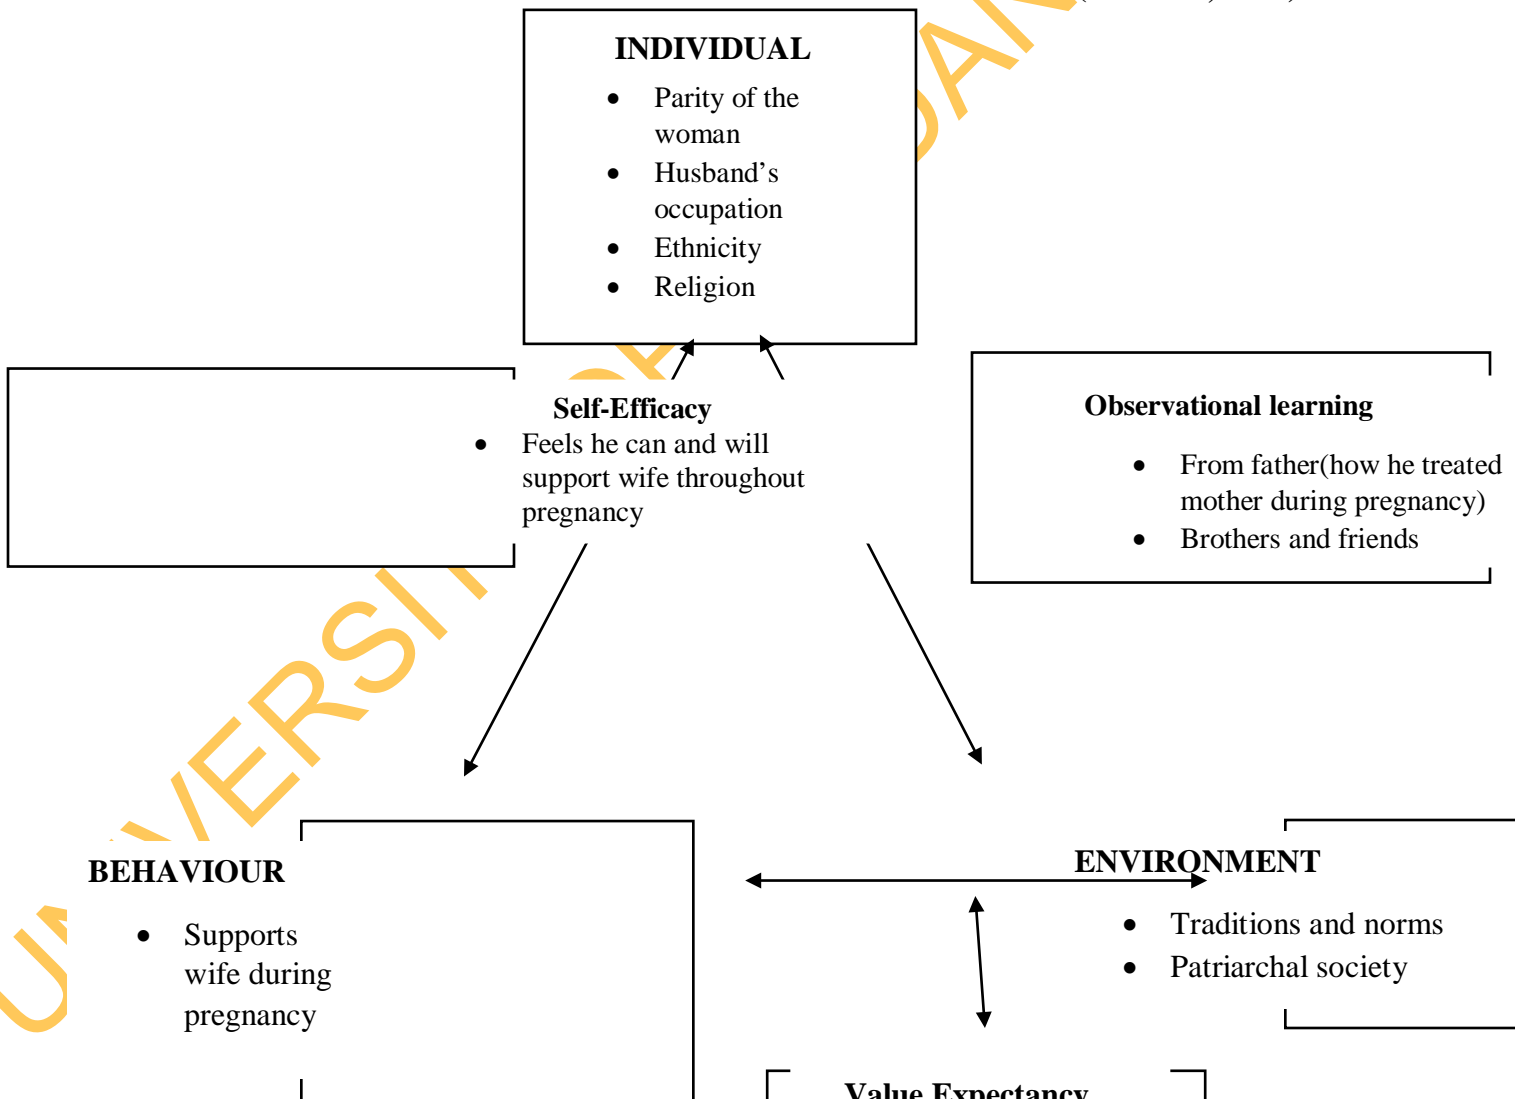 INDIVIDUAL
• Parity of the
woman
• Husband’s
occupation
• Ethnicity
• Religion
Self-Efficacy
• Feels he can and will
support wife throughout
pregnancy
Observational learning
• From father(how he treated
mother during pregnancy)
• Brothers and friends
BEHAVIOUR
• Supports
wife during
pregnancy
ENVIRONMENT
• Traditions and norms
• Patriarchal society
Value Expectancy